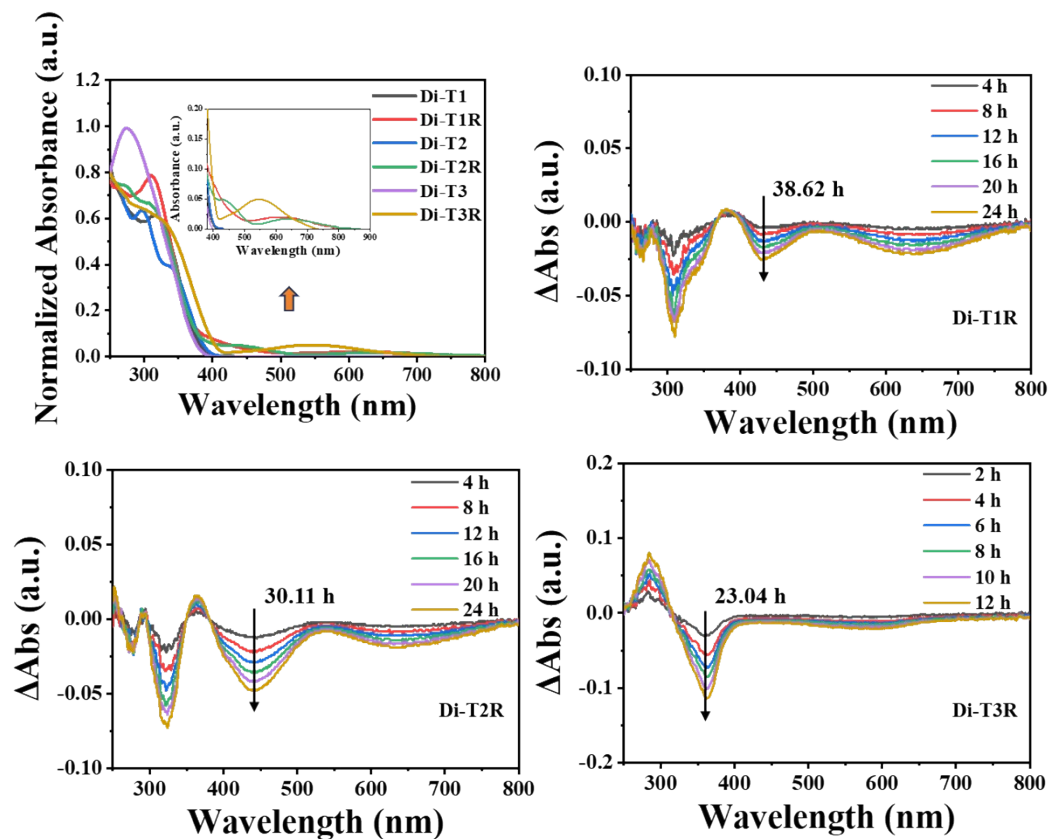 Normalized Absorbance (a.u.)
1.2
1.0
0.8
0.6
0.4
0.2
0.0
300 400 500 600 700 800
Wavelength (nm)
Di-T1
Di-T1R
Di-T2
Di-T2R
Di-T3
Di-T3R
Absorbance (a.u.)
0.20
0.15
0.10
0.05
0.00
400 500 600 700 800 900
Wavelength (nm)
ΔAbs (a.u.)
0.10
0.05
0.00
-0.05
-0.10
300 400 500 600 700 800
Wavelength (nm)
4 h
8 h
12 h
16 h
20 h
24 h
38.62 h
Di-T1R
ΔAbs (a.u.)
0.10
0.05
0.00
-0.05
-0.10
300 400 500 600 700 800
Wavelength (nm)
4 h
8 h
12 h
16 h
20 h
24 h
30.11 h
Di-T2R
ΔAbs (a.u.)
0.2
0.1
0.0
-0.1
-0.2
300 400 500 600 700 800
Wavelength (nm)
2 h
4 h
6 h
8 h
10 h
12 h
23.04 h
Di-T3R